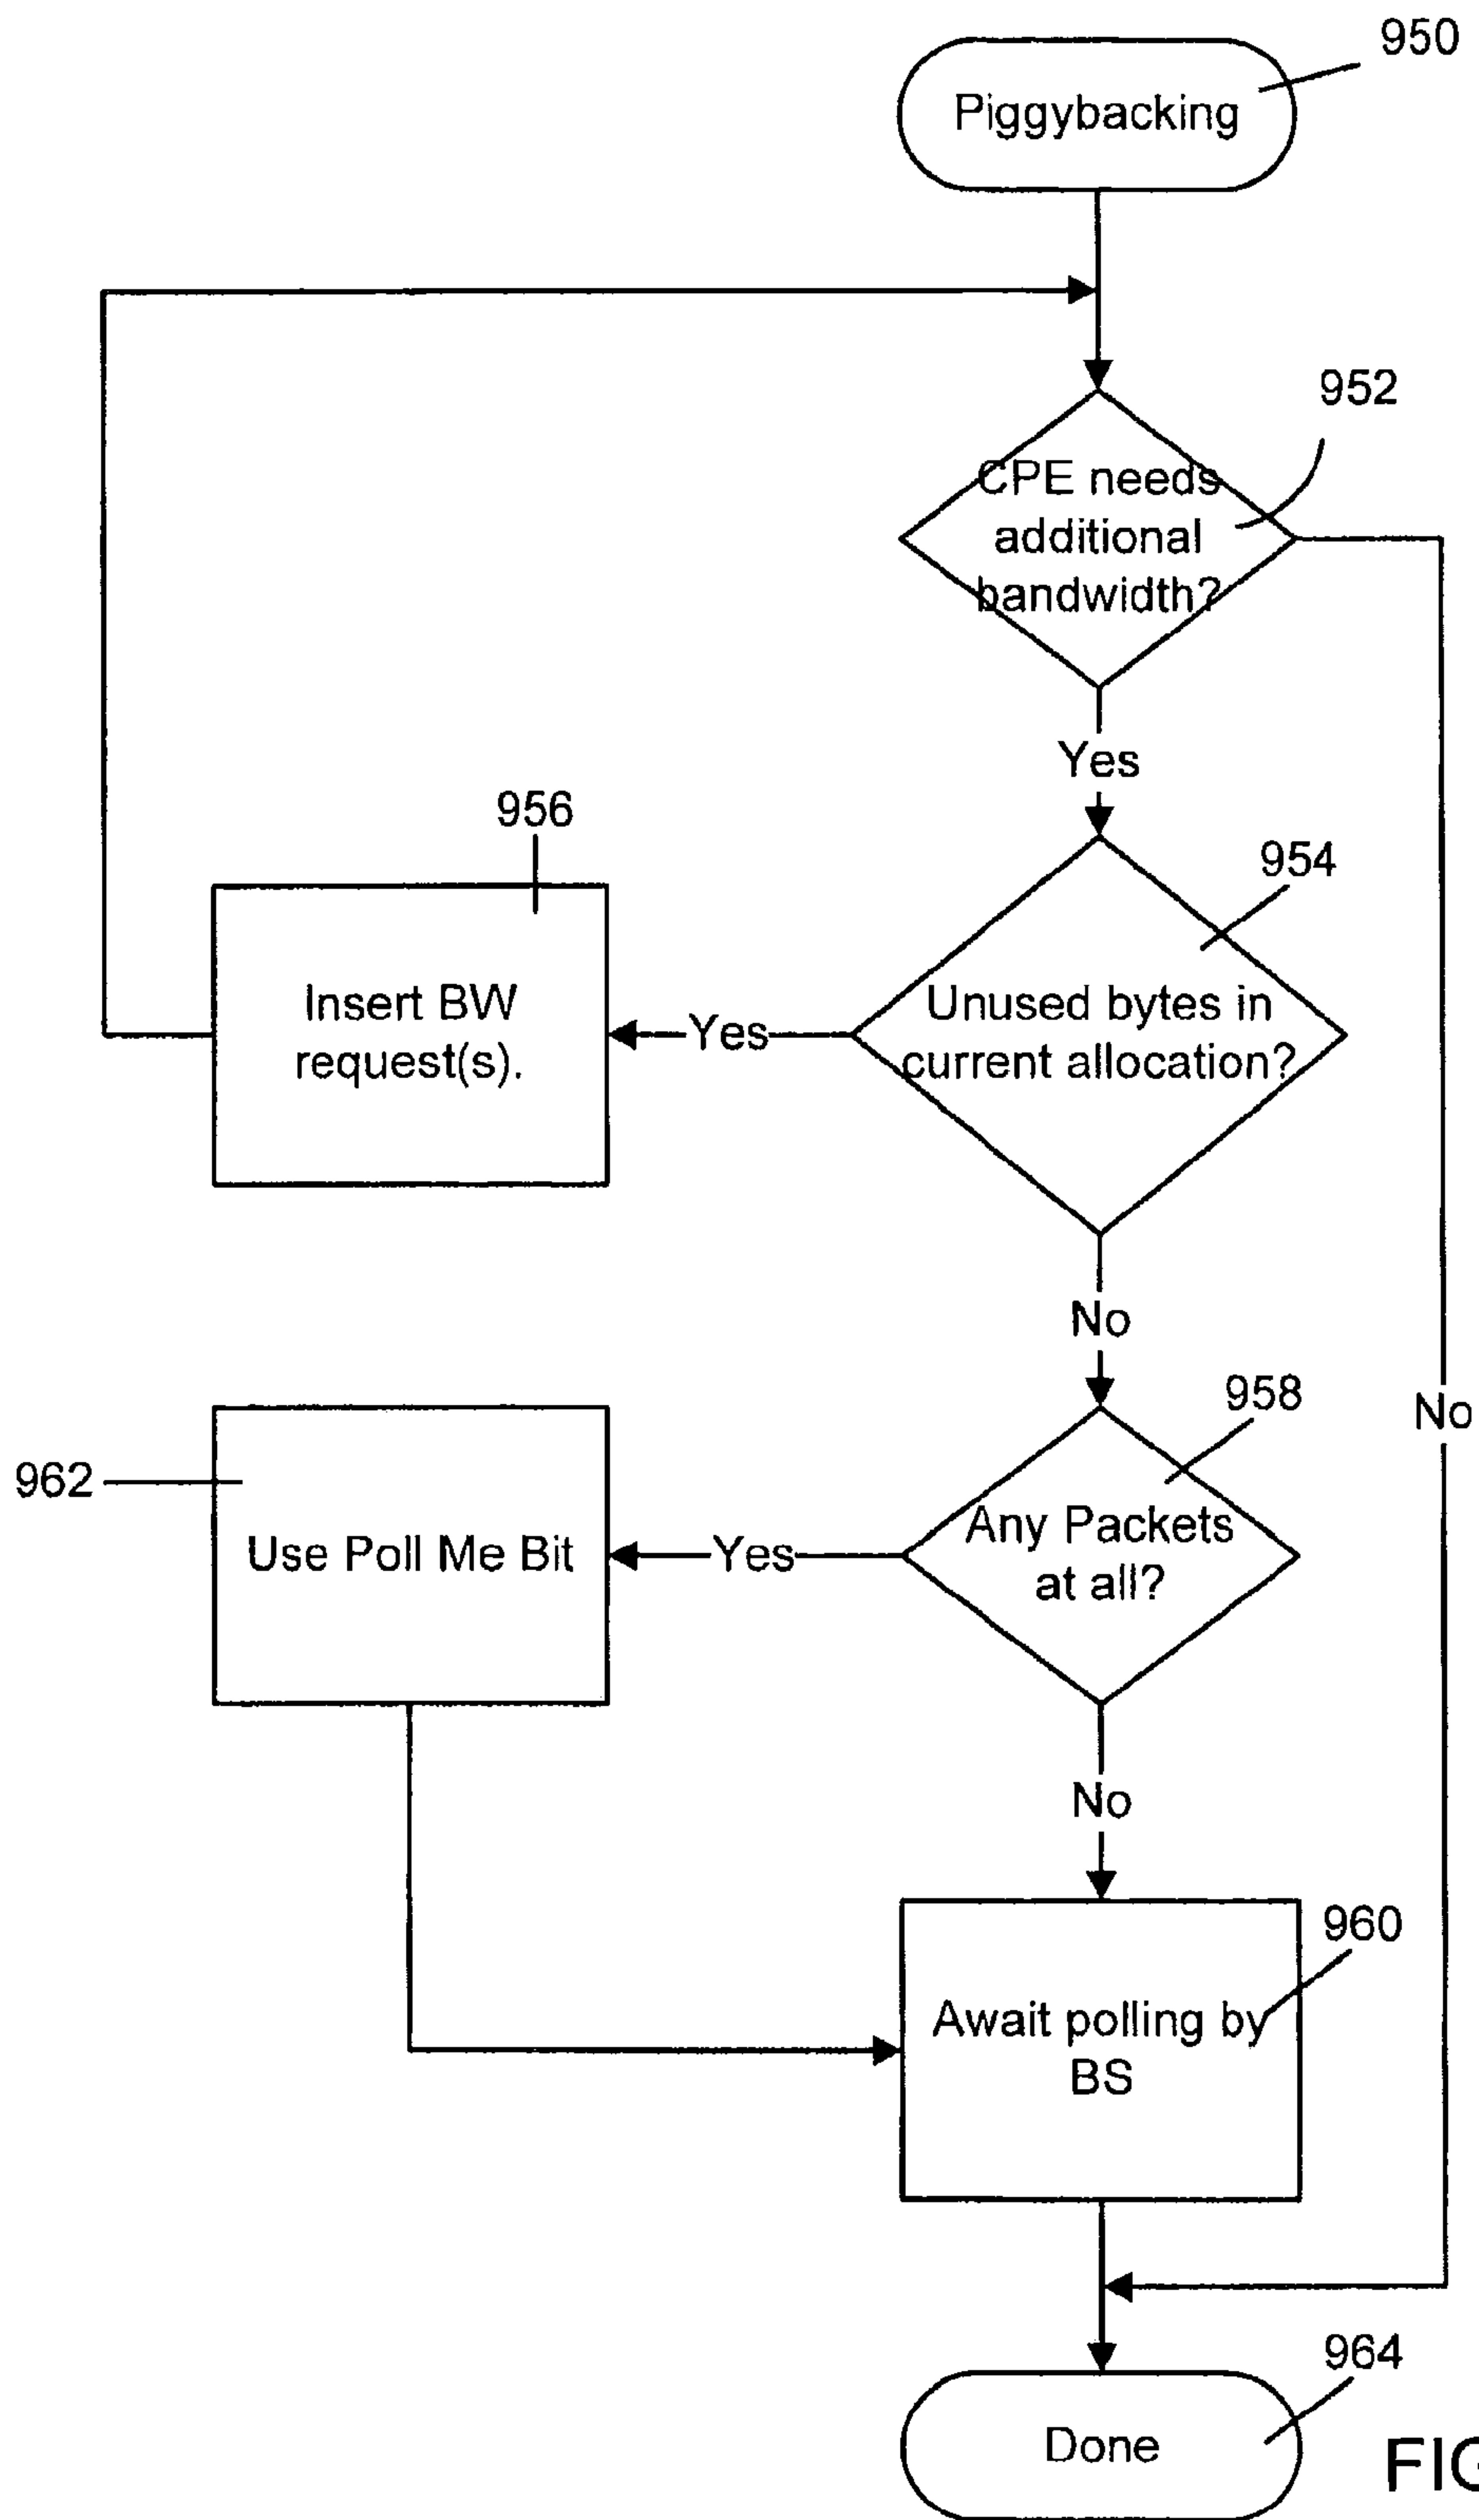 950
Piggybacking
952
CPE needs
additional
bandwidth?
Yes
956
954
Insert BW
request(s).
Yes
Unused bytes in
current allocation?
No
958
No
962
Use Poll Me Bit
Yes
Any Packets
at all?
No
960
Await polling by
BS
964
Done